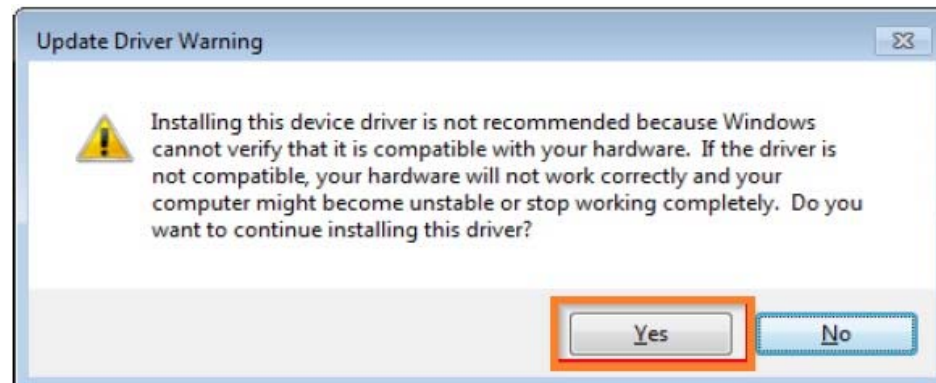 Update Driver Warning
Installing this device driver is not recommended because Windows
cannot verify that it is compatible with your hardware.  If the driver is
not compatible, your hardware will not work correctly and your
computer might become unstable or stop working completely.  Do you
want to continue installing this driver?
Yes No